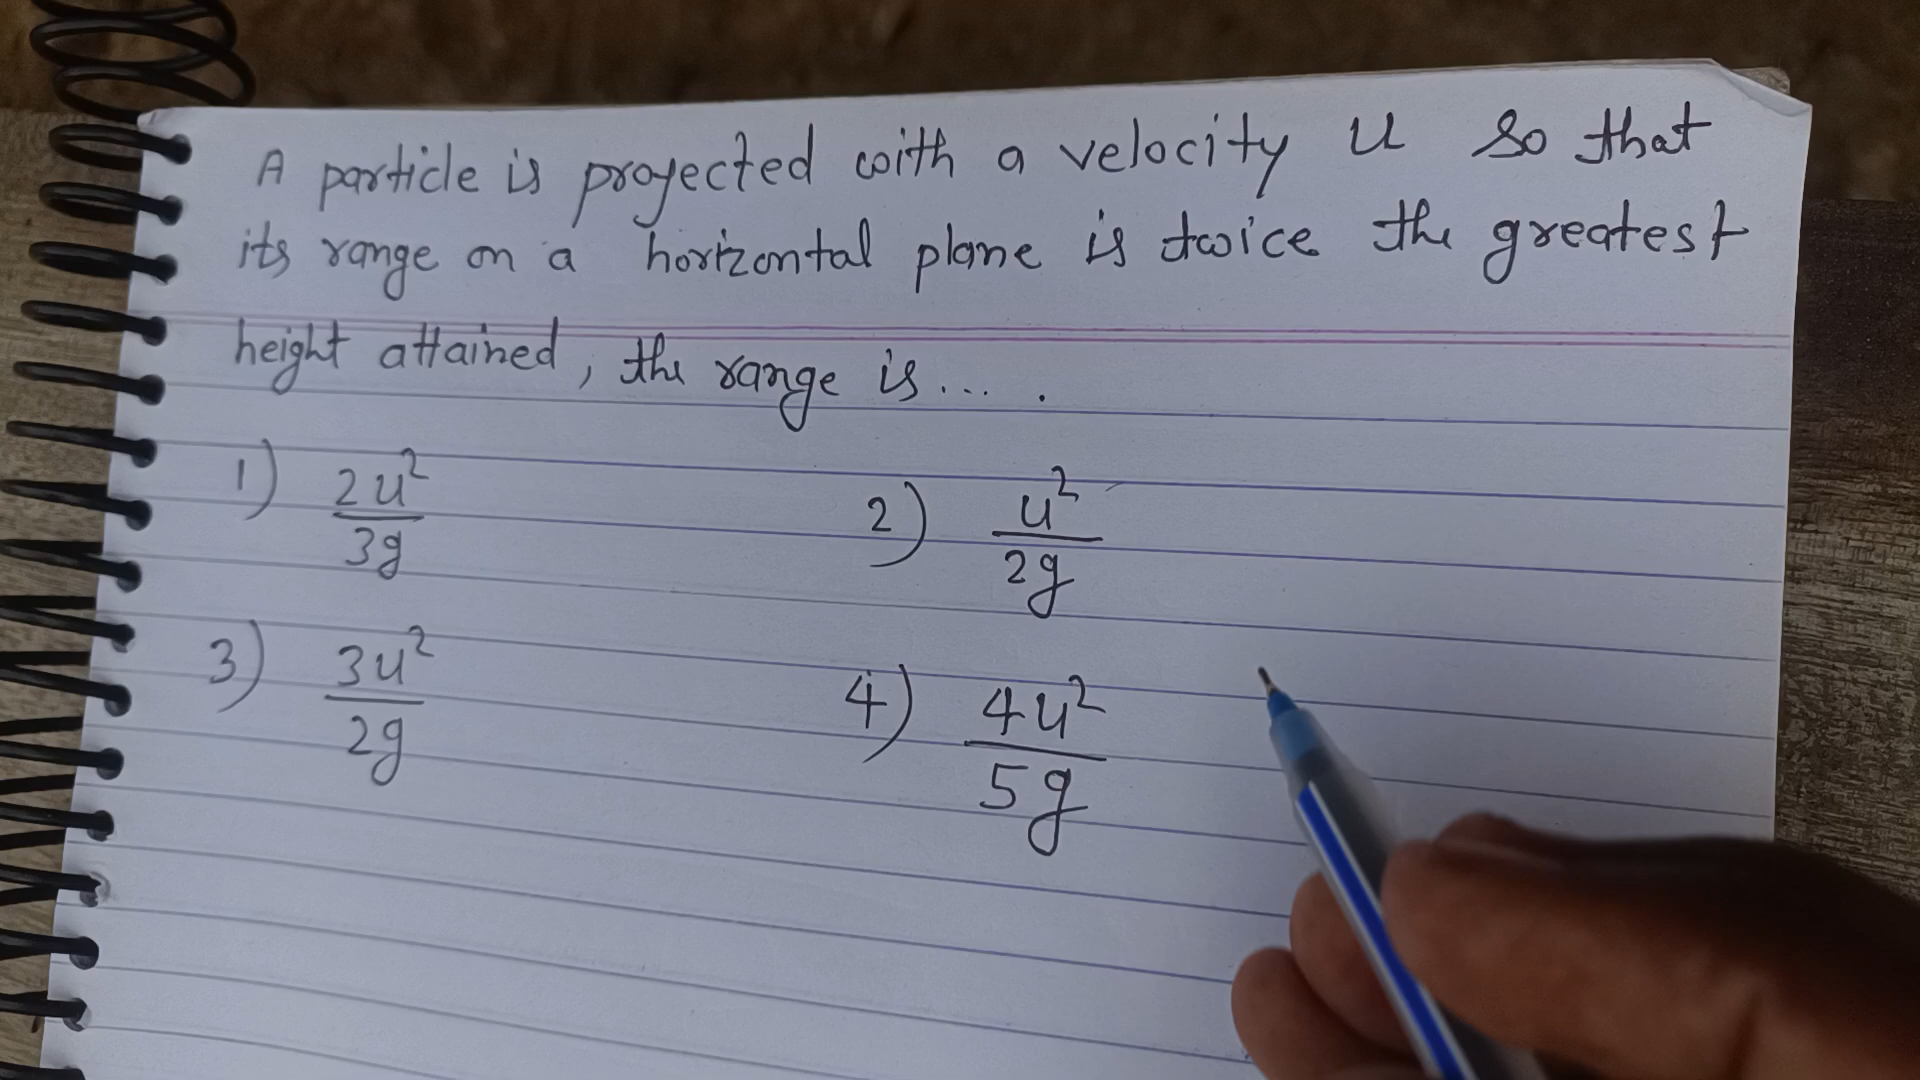 A particle is projected with a velocity u so that
its range on a horizontal plane is twice the greatest
height attained, the range is... .
1) 2u²/3g 2) u²/2g
3) 3u²/2g 4) 4u²/5g